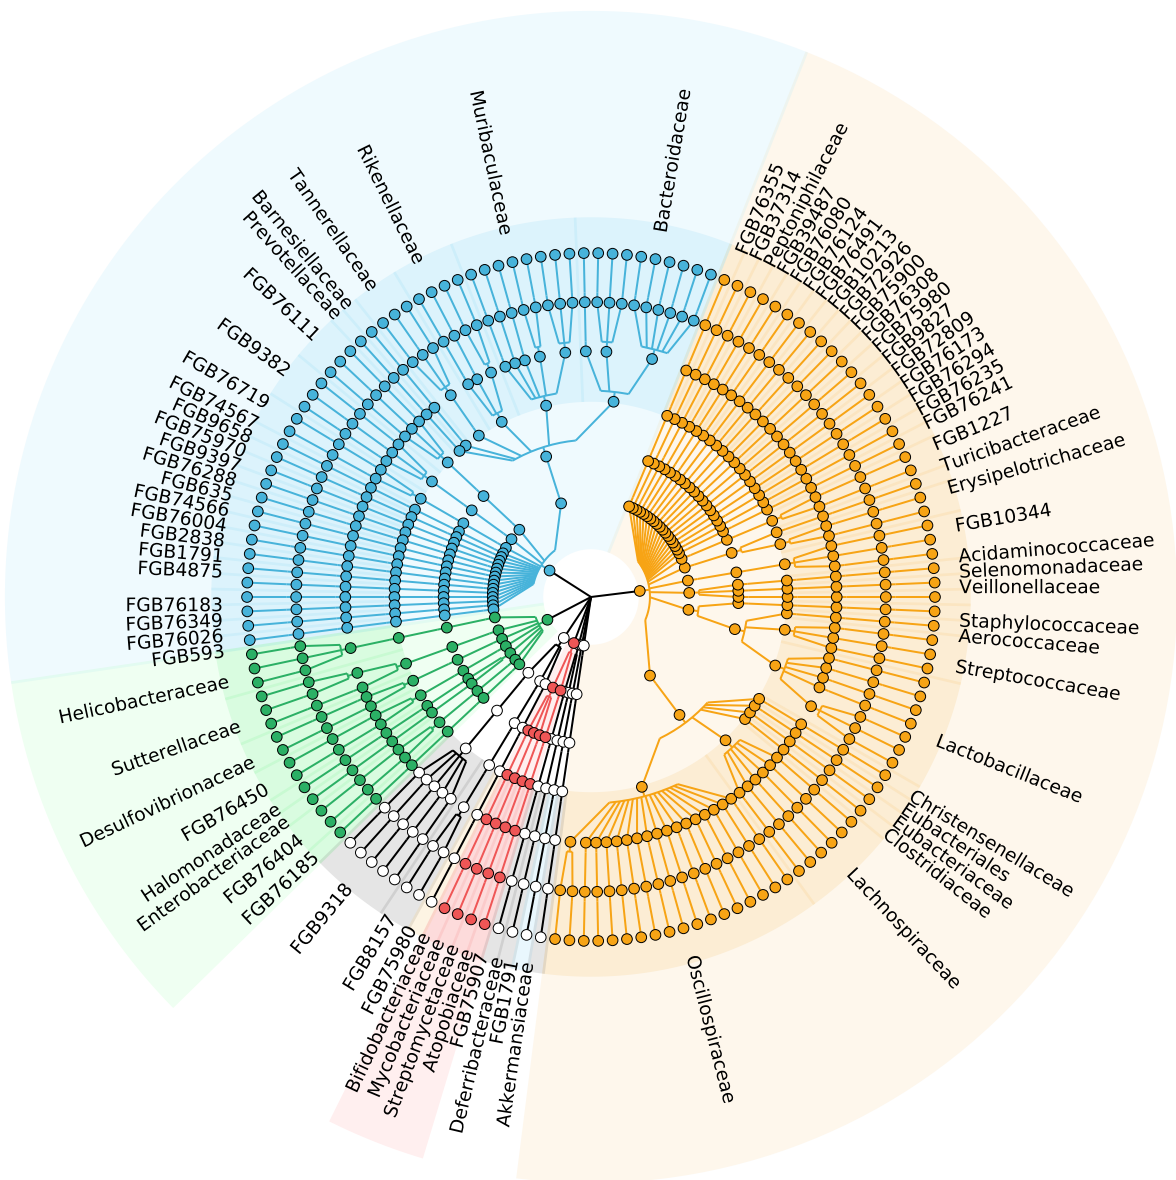 Bacteroidaceae
FGB76355
FGB37314
Peptoniphilaceae
FGB39487
FGB76080
FGB76124
FGB76491
FGB10213
FGB72926
FGB75900
FGB76308
FGB75980
FGB9827
FGB72809
FGB76173
FGB76294
FGB76235
FGB76241
FGB1227
Turicibacteraceae
Erysipelotrichaceae
FGB10344
Acidaminococcaceae
Selenomonadaceae
Veillonellaceae
Staphylococcaceae
Aerococcaceae
Streptococcaceae
Lactobacillaceae
Christensenellaceae
Eubacteriales
Eubacteriaceae
Clostridiaceae
Lachnospiraceae
Oscillospiraceae
Akkermansiaceae
FGB1791
Deferribacteraceae
FGB75907
Atopobiaceae
Streptomycetaceae
Mycobacteriaceae
Bifidobacteriaceae
FGB75980
FGB8157
FGB9318
FGB76185
FGB76404
Enterobacteriaceae
Halomonadaceae
FGB76450
Desulfovibrionaceae
Sutterellaceae
Helicobacteraceae
FGB593
FGB76026
FGB76349
FGB76183
FGB4875
FGB1791
FGB2838
FGB76004
FGB74566
FGB635
FGB76288
FGB9397
FGB75970
FGB9658
FGB74567
FGB76719
FGB9382
FGB76111
Prevotellaceae
Barnesiellaceae
Tannerellaceae
Rikenellaceae
Muribaculaceae